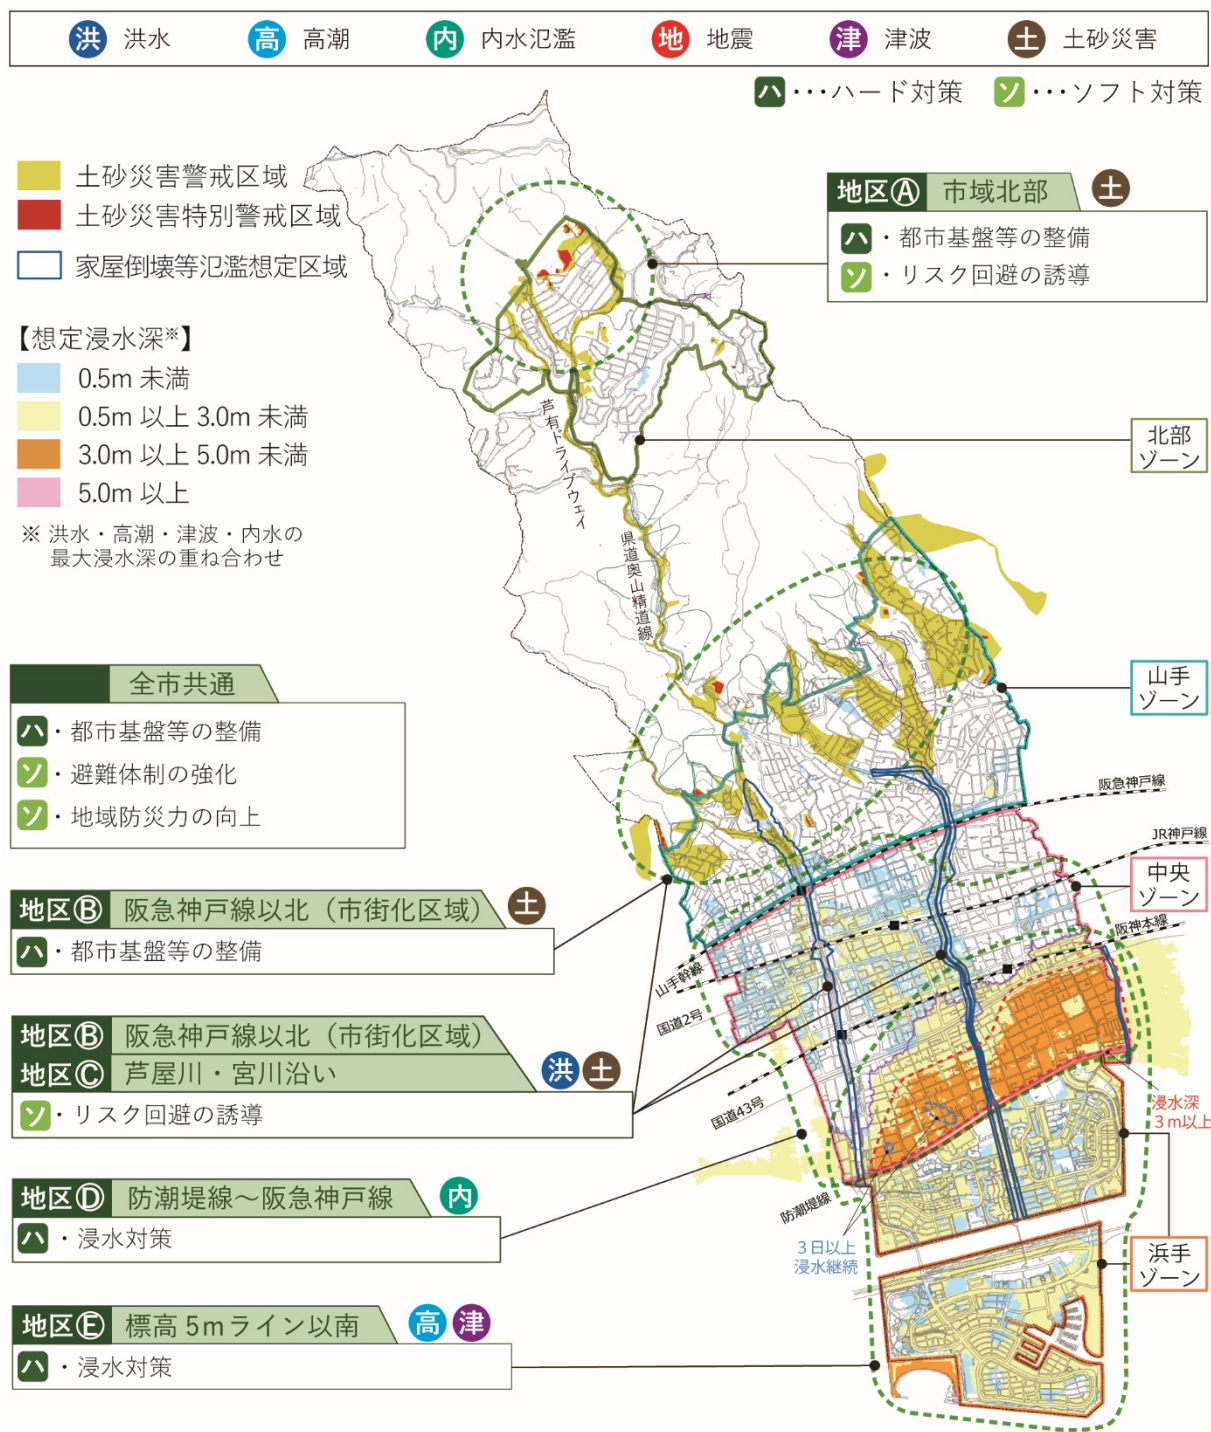 洪 洪水 高 高潮 内 内水氾濫 地 地震 津 津波 土 土砂災害
ハ・・・ハード対策 ソ・・・ソフト対策
土砂災害警戒区域
土砂災害特別警戒区域
家屋倒壊等氾濫想定区域
【想定浸水深※】
0.5m 未満
0.5m 以上 3.0m 未満
3.0m 以上 5.0m 未満
5.0m 以上
※ 洪水・高潮・津波・内水の
最大浸水深の重ね合わせ
地区Ⓐ 市域北部 土
ハ・都市基盤等の整備
ソ・リスク回避の誘導
北部
ゾーン
芦有ドライブウェイ
県道奥山精道線
全市共通
ハ・都市基盤等の整備
ソ・避難体制の強化
ソ・地域防災力の向上
山手
ゾーン
阪急神戸線
JR神戸線
中央
ゾーン
阪神本線
地区Ⓑ 阪急神戸線以北（市街化区域） 土
ハ・都市基盤等の整備
山手幹線
国道2号
国道43号
地区Ⓑ 阪急神戸線以北（市街化区域）
地区Ⓒ 芦屋川・宮川沿い 洪 土
ソ・リスク回避の誘導
浸水深
３ｍ以上
地区Ⓓ 防潮堤線～阪急神戸線 内
ハ・浸水対策
防潮堤線
３日以上
浸水継続
浜手
ゾーン
地区Ⓔ 標高 5m ライン以南 高 津
ハ・浸水対策